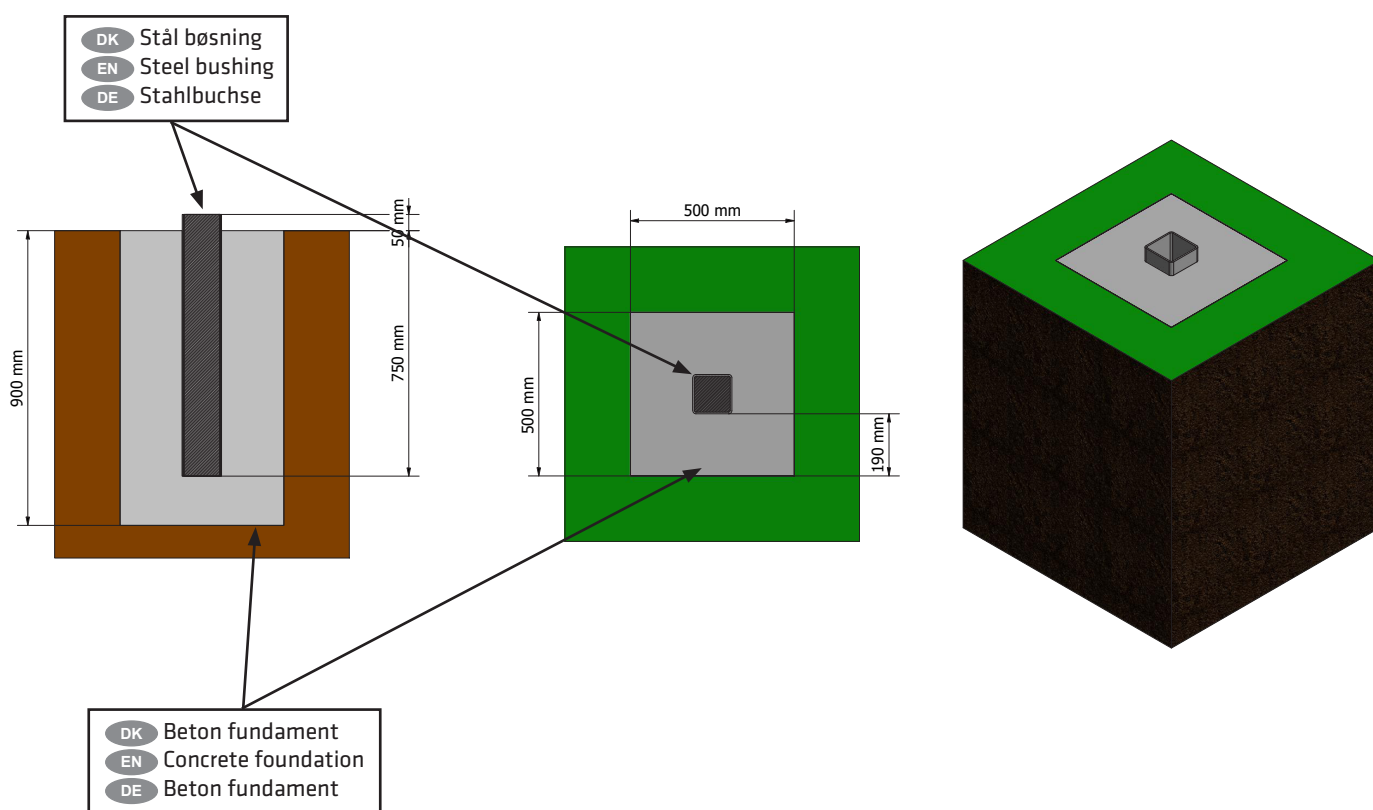 DK Stål bøsning
EN Steel bushing
DE Stahlbuchse
50 mm
900 mm
750 mm
500 mm
500 mm
190 mm
DK Beton fundament
EN Concrete foundation
DE Beton fundament